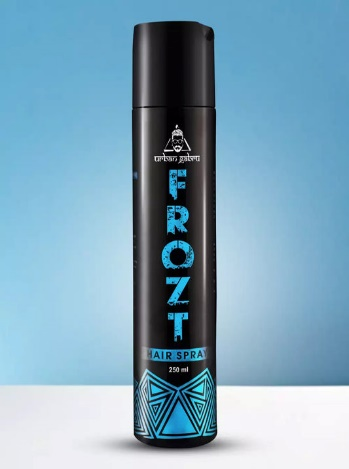 urban gabru
FROZT
HAIR SPRAY
250 ml